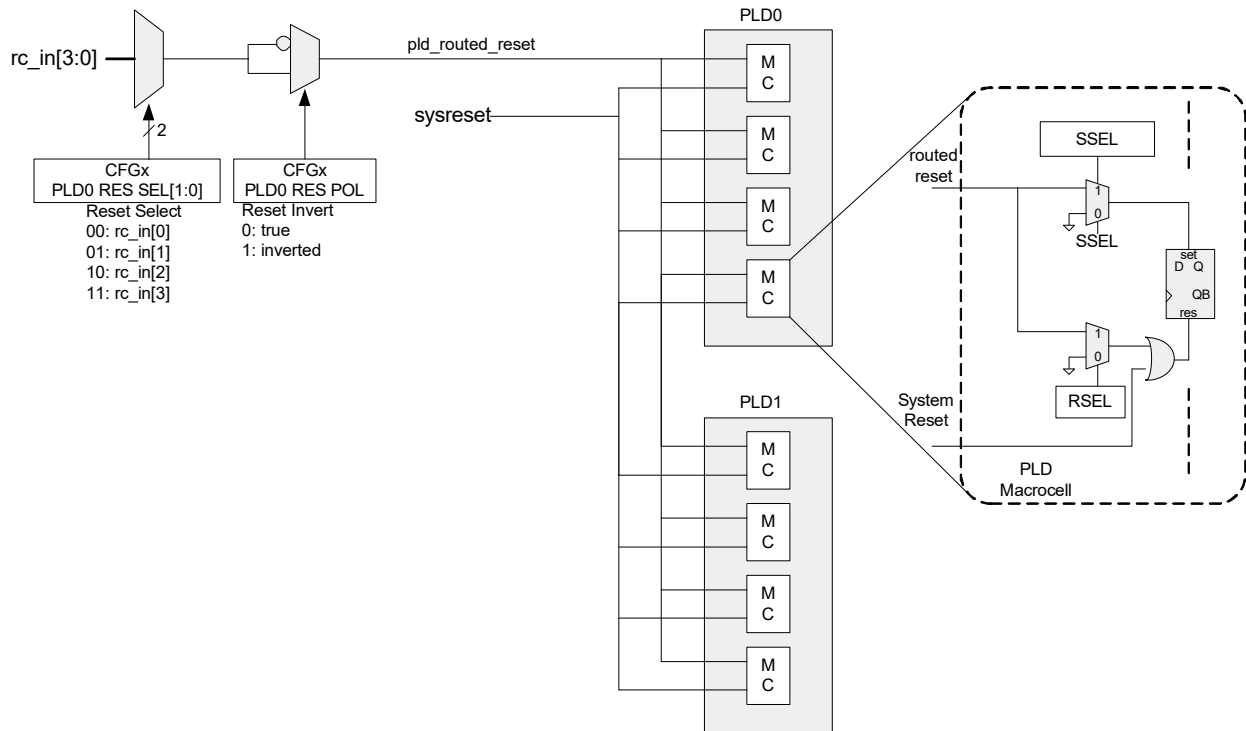 rc_in[3:0]
2
CFGx
PLD0 RES SEL[1:0]
Reset Select
00: rc_in[0]
01: rc_in[1]
10: rc_in[2]
11: rc_in[3]
CFGx
PLD0 RES POL
Reset Invert
0: true
1: inverted
pld_routed_reset
sysreset
PLD0
M
C
M
C
M
C
M
C
PLD1
M
C
M
C
M
C
M
C
routed
reset
SSEL
1
0
SSEL
set
D Q
QB
res
1
0
RSEL
System
Reset
PLD
Macrocell